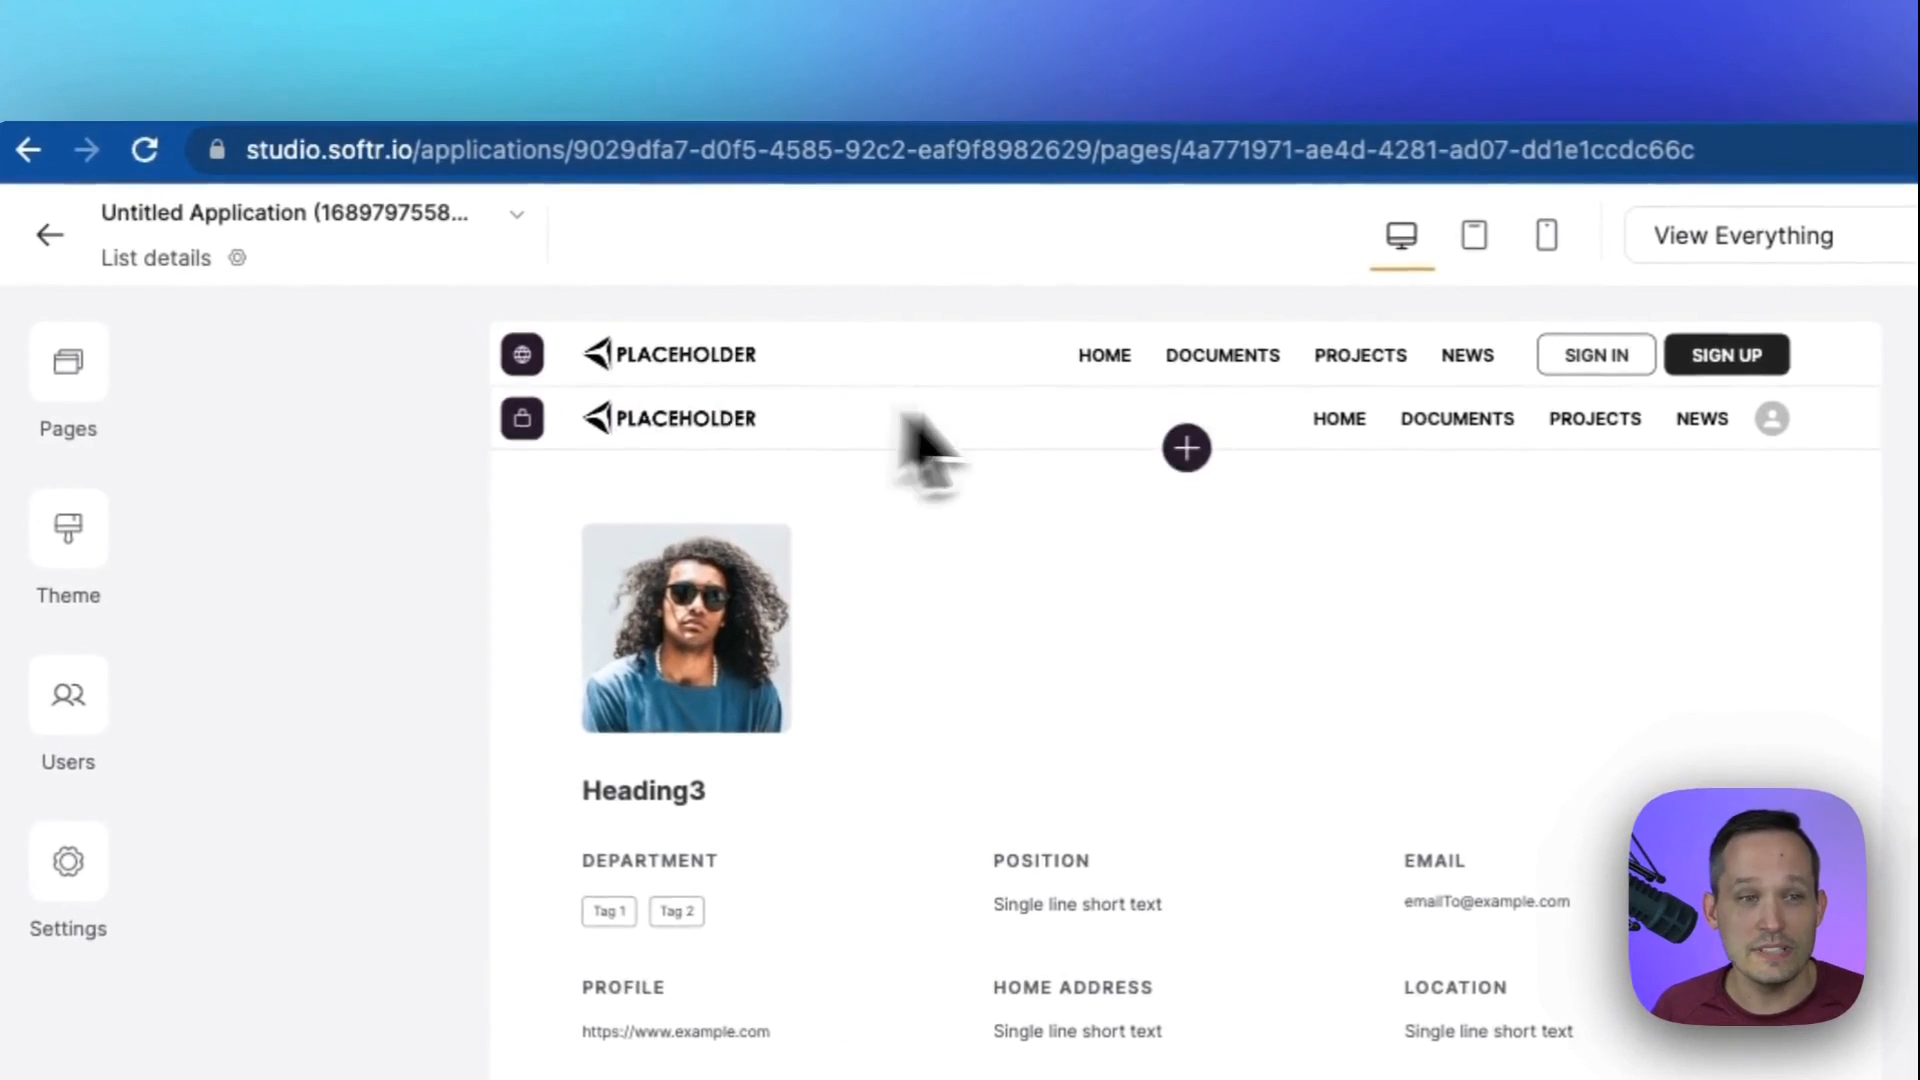 studio.softr.io/applications/9029dfa7-d0f5-4585-92c2-eaf9f8982629/pages/4a771971-ae4d-4281-ad07-dd1e1ccdc66c
Untitled Application (1689797558...
List details
View Everything
PLACEHOLDER HOME DOCUMENTS PROJECTS NEWS SIGN IN SIGN UP
PLACEHOLDER HOME DOCUMENTS PROJECTS NEWS
Pages
Theme
Users
Settings
Heading3
DEPARTMENT POSITION EMAIL
Tag 1 Tag 2 Single line short text emailTo@example.com
PROFILE HOME ADDRESS LOCATION
https://www.example.com Single line short text Single line short text